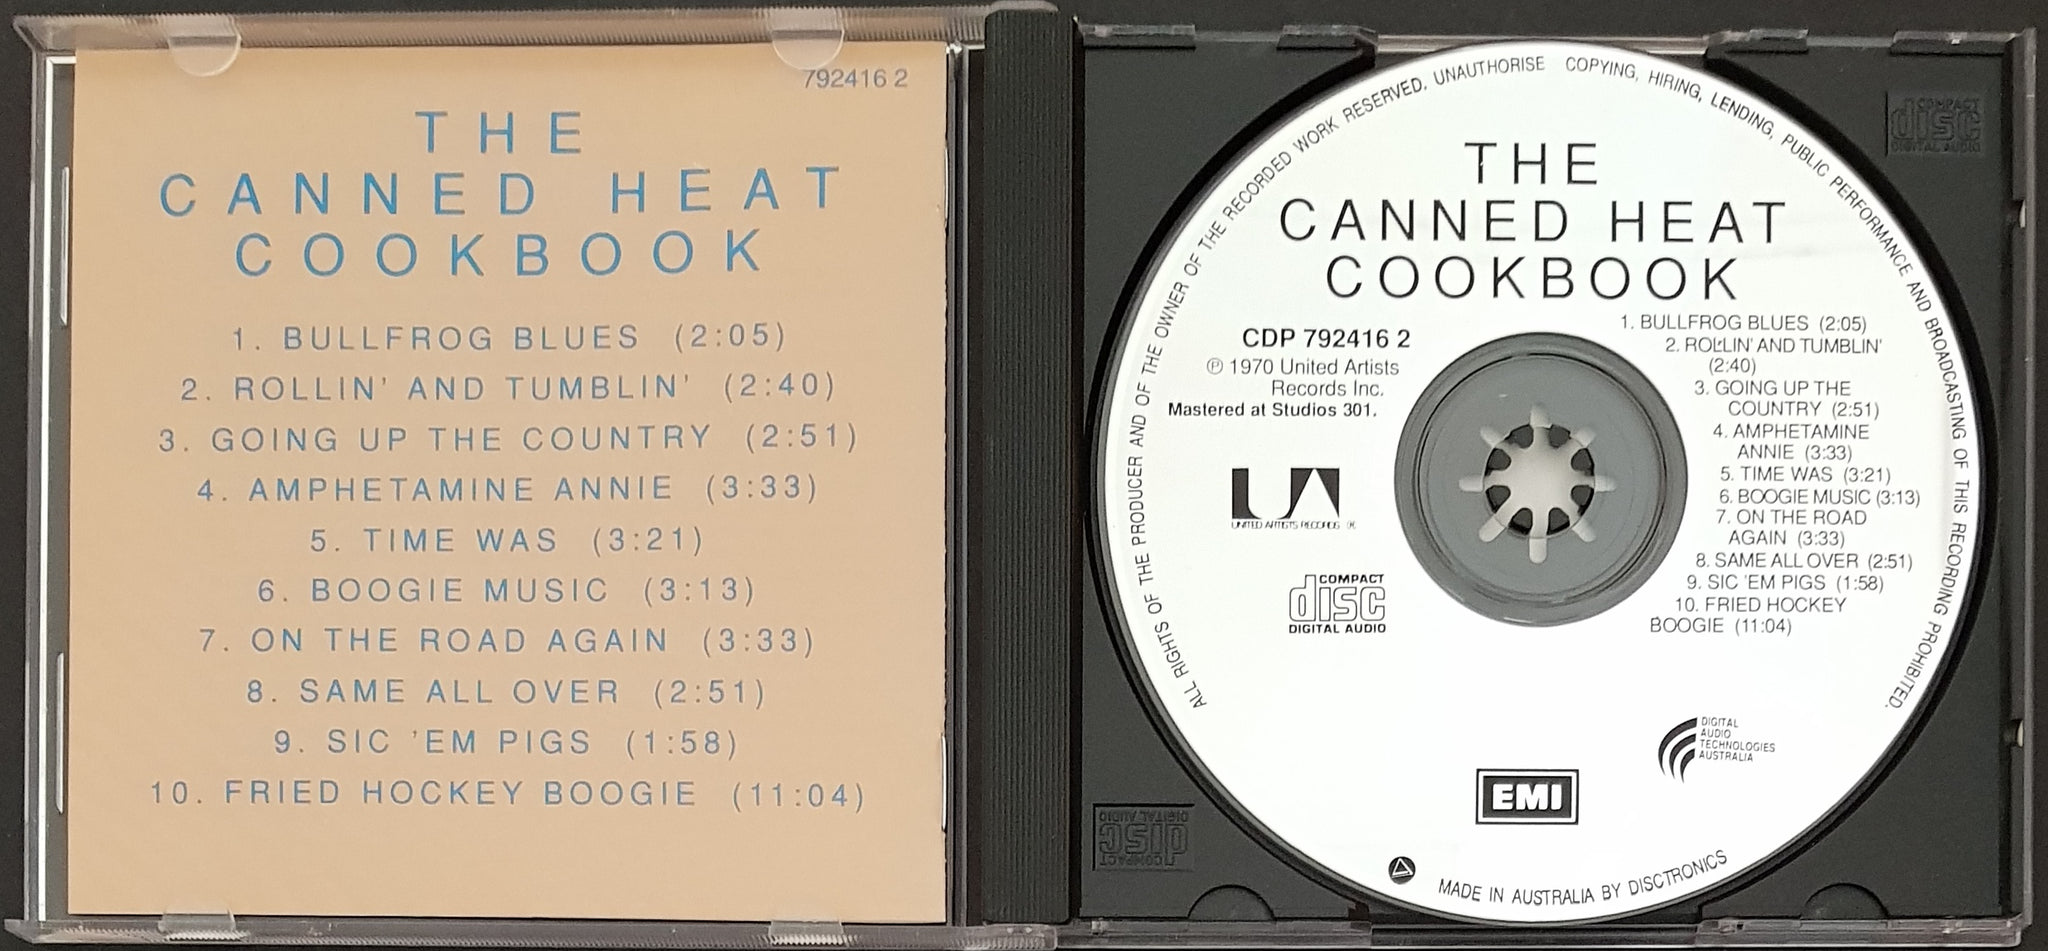 792416 2
THE
CANNED HEAT
COOKBOOK
1. BULLFROG BLUES (2:05)
2. ROLLIN' AND TUMBLIN' (2:40)
3. GOING UP THE COUNTRY (2:51)
4. AMPHETAMINE ANNIE (3:33)
5. TIME WAS (3:21)
6. BOOGIE MUSIC (3:13)
7. ON THE ROAD AGAIN (3:33)
8. SAME ALL OVER (2:51)
9. SIC 'EM PIGS (1:58)
10. FRIED HOCKEY BOOGIE (11:04)
ALL RIGHTS OF THE PRODUCER AND OF THE OWNER OF THE RECORDED WORK RESERVED. UNAUTHORISE COPYING, HIRING, LENDING, PUBLIC PERFORMANCE AND BROADCASTING OF THIS RECORDING PROHIBITED.
THE
CANNED HEAT
COOKBOOK
CDP 792416 2
℗ 1970 United Artists
Records Inc.
Mastered at Studios 301.
UA
UNITED ARTISTS RECORDS ®
COMPACT
disc
DIGITAL AUDIO
1. BULLFROG BLUES (2:05)
2. ROLLIN' AND TUMBLIN'
(2:40)
3. GOING UP THE
COUNTRY (2:51)
4. AMPHETAMINE
ANNIE (3:33)
5. TIME WAS (3:21)
6. BOOGIE MUSIC (3:13)
7. ON THE ROAD
AGAIN (3:33)
8. SAME ALL OVER (2:51)
9. SIC 'EM PIGS (1:58)
10. FRIED HOCKEY
BOOGIE (11:04)
DIGITAL
AUDIO
TECHNOLOGIES
AUSTRALIA
EMI
MADE IN AUSTRALIA BY DISCTRONICS
COMPACT
disc
DIGITAL AUDIO
COMPACT
disc
DIGITAL AUDIO